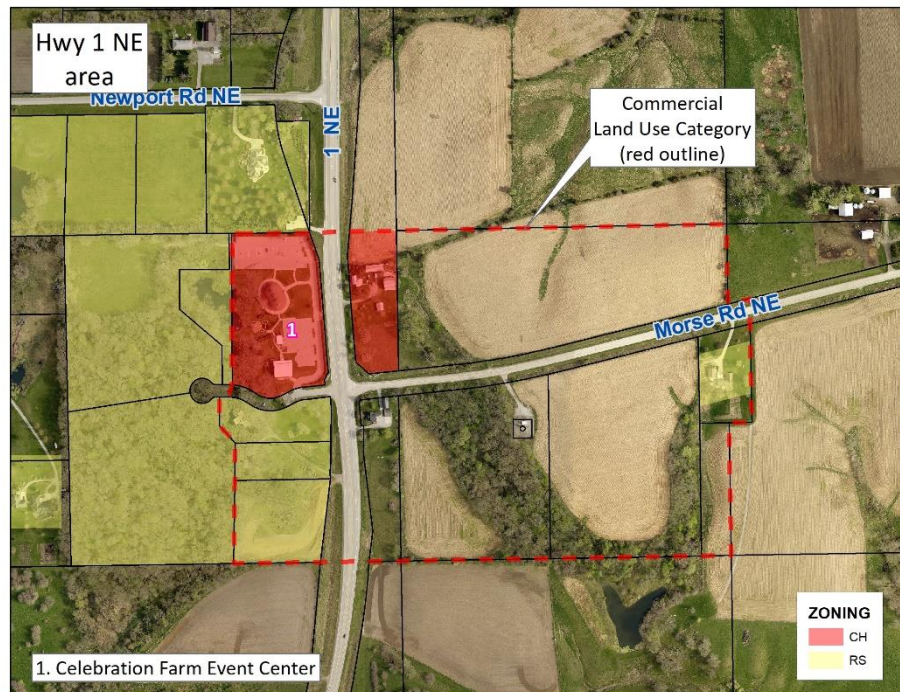 Hwy 1 NE
area
Newport Rd NE
1 NE
Commercial
Land Use Category
(red outline)
Morse Rd NE
1
ZONING
CH
RS
1. Celebration Farm Event Center